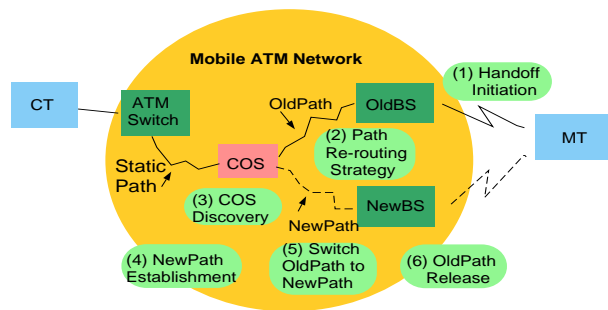 Mobile ATM Network
(1) Handoff
Initiation
CT
ATM
Switch
OldPath
OldBS
MT
(2) Path
Re-routing
Strategy
Static
Path
COS
(3) COS
Discovery
NewBS
NewPath
(4) NewPath
Establishment
(5) Switch
OldPath to
NewPath
(6) OldPath
Release